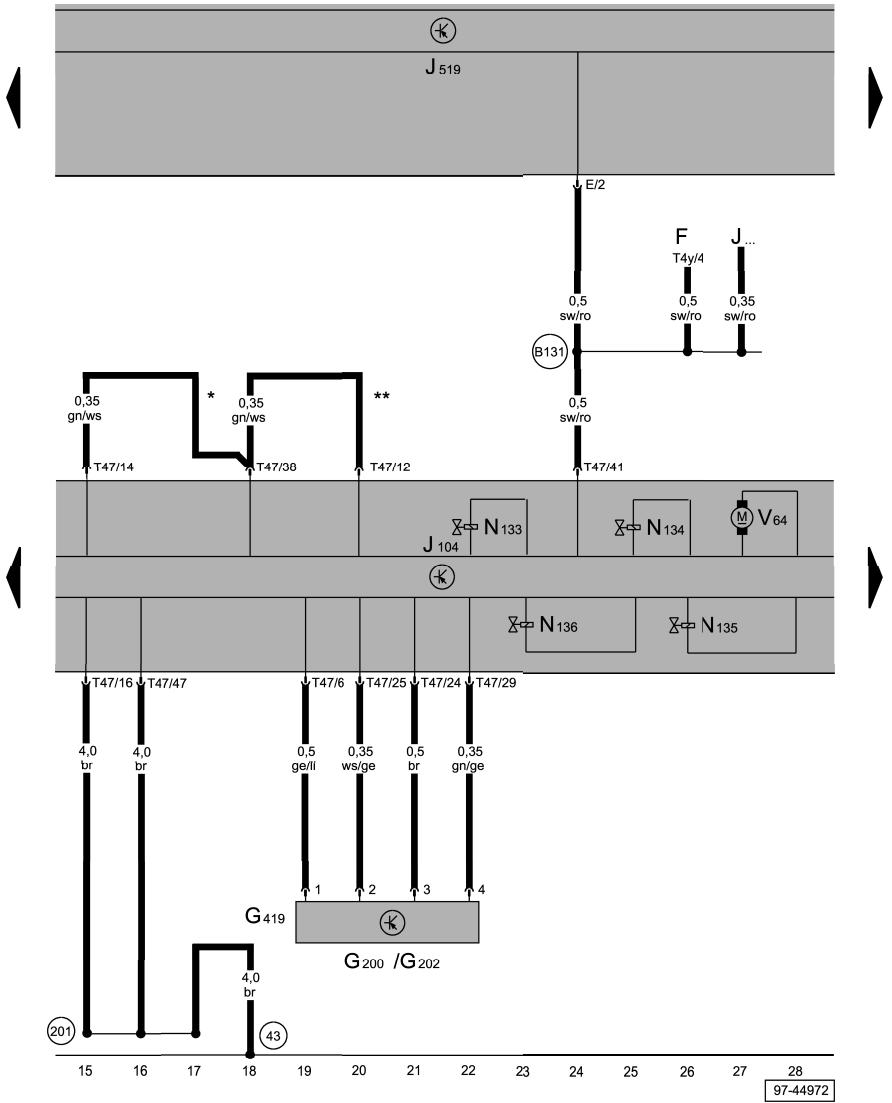 J 519
E/2
F
J ...
T4y/4
0,5
sw/ro
0,5
sw/ro
0,35
sw/ro
B131
*
**
0,35
gn/ws
0,35
gn/ws
0,5
sw/ro
T47/14
T47/38
T47/12
T47/41
N133
N134
M
V64
J 104
N136
N135
T47/16
T47/47
T47/6
T47/25
T47/24
T47/29
4,0
br
4,0
br
0,5
ge/li
0,35
ws/ge
0,5
br
0,35
gn/ge
1
2
3
4
G419
G200 /G202
4,0
br
201
43
15 16 17 18 19 20 21 22 23 24 25 26 27 28
97-44972